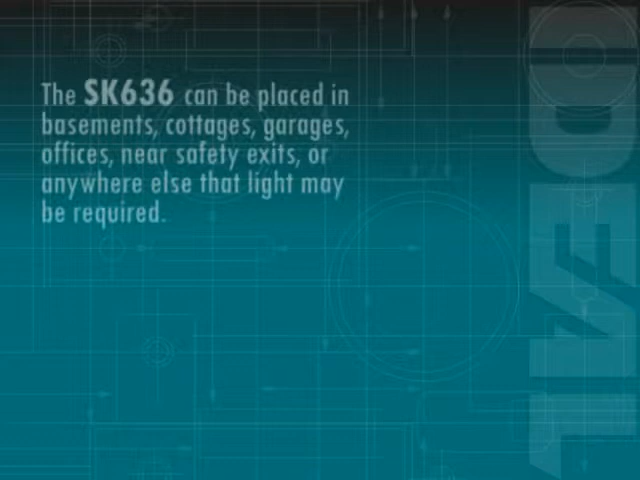 The SK636 can be placed in
basements, cottages, garages,
offices, near safety exits, or
anywhere else that light may
be required.